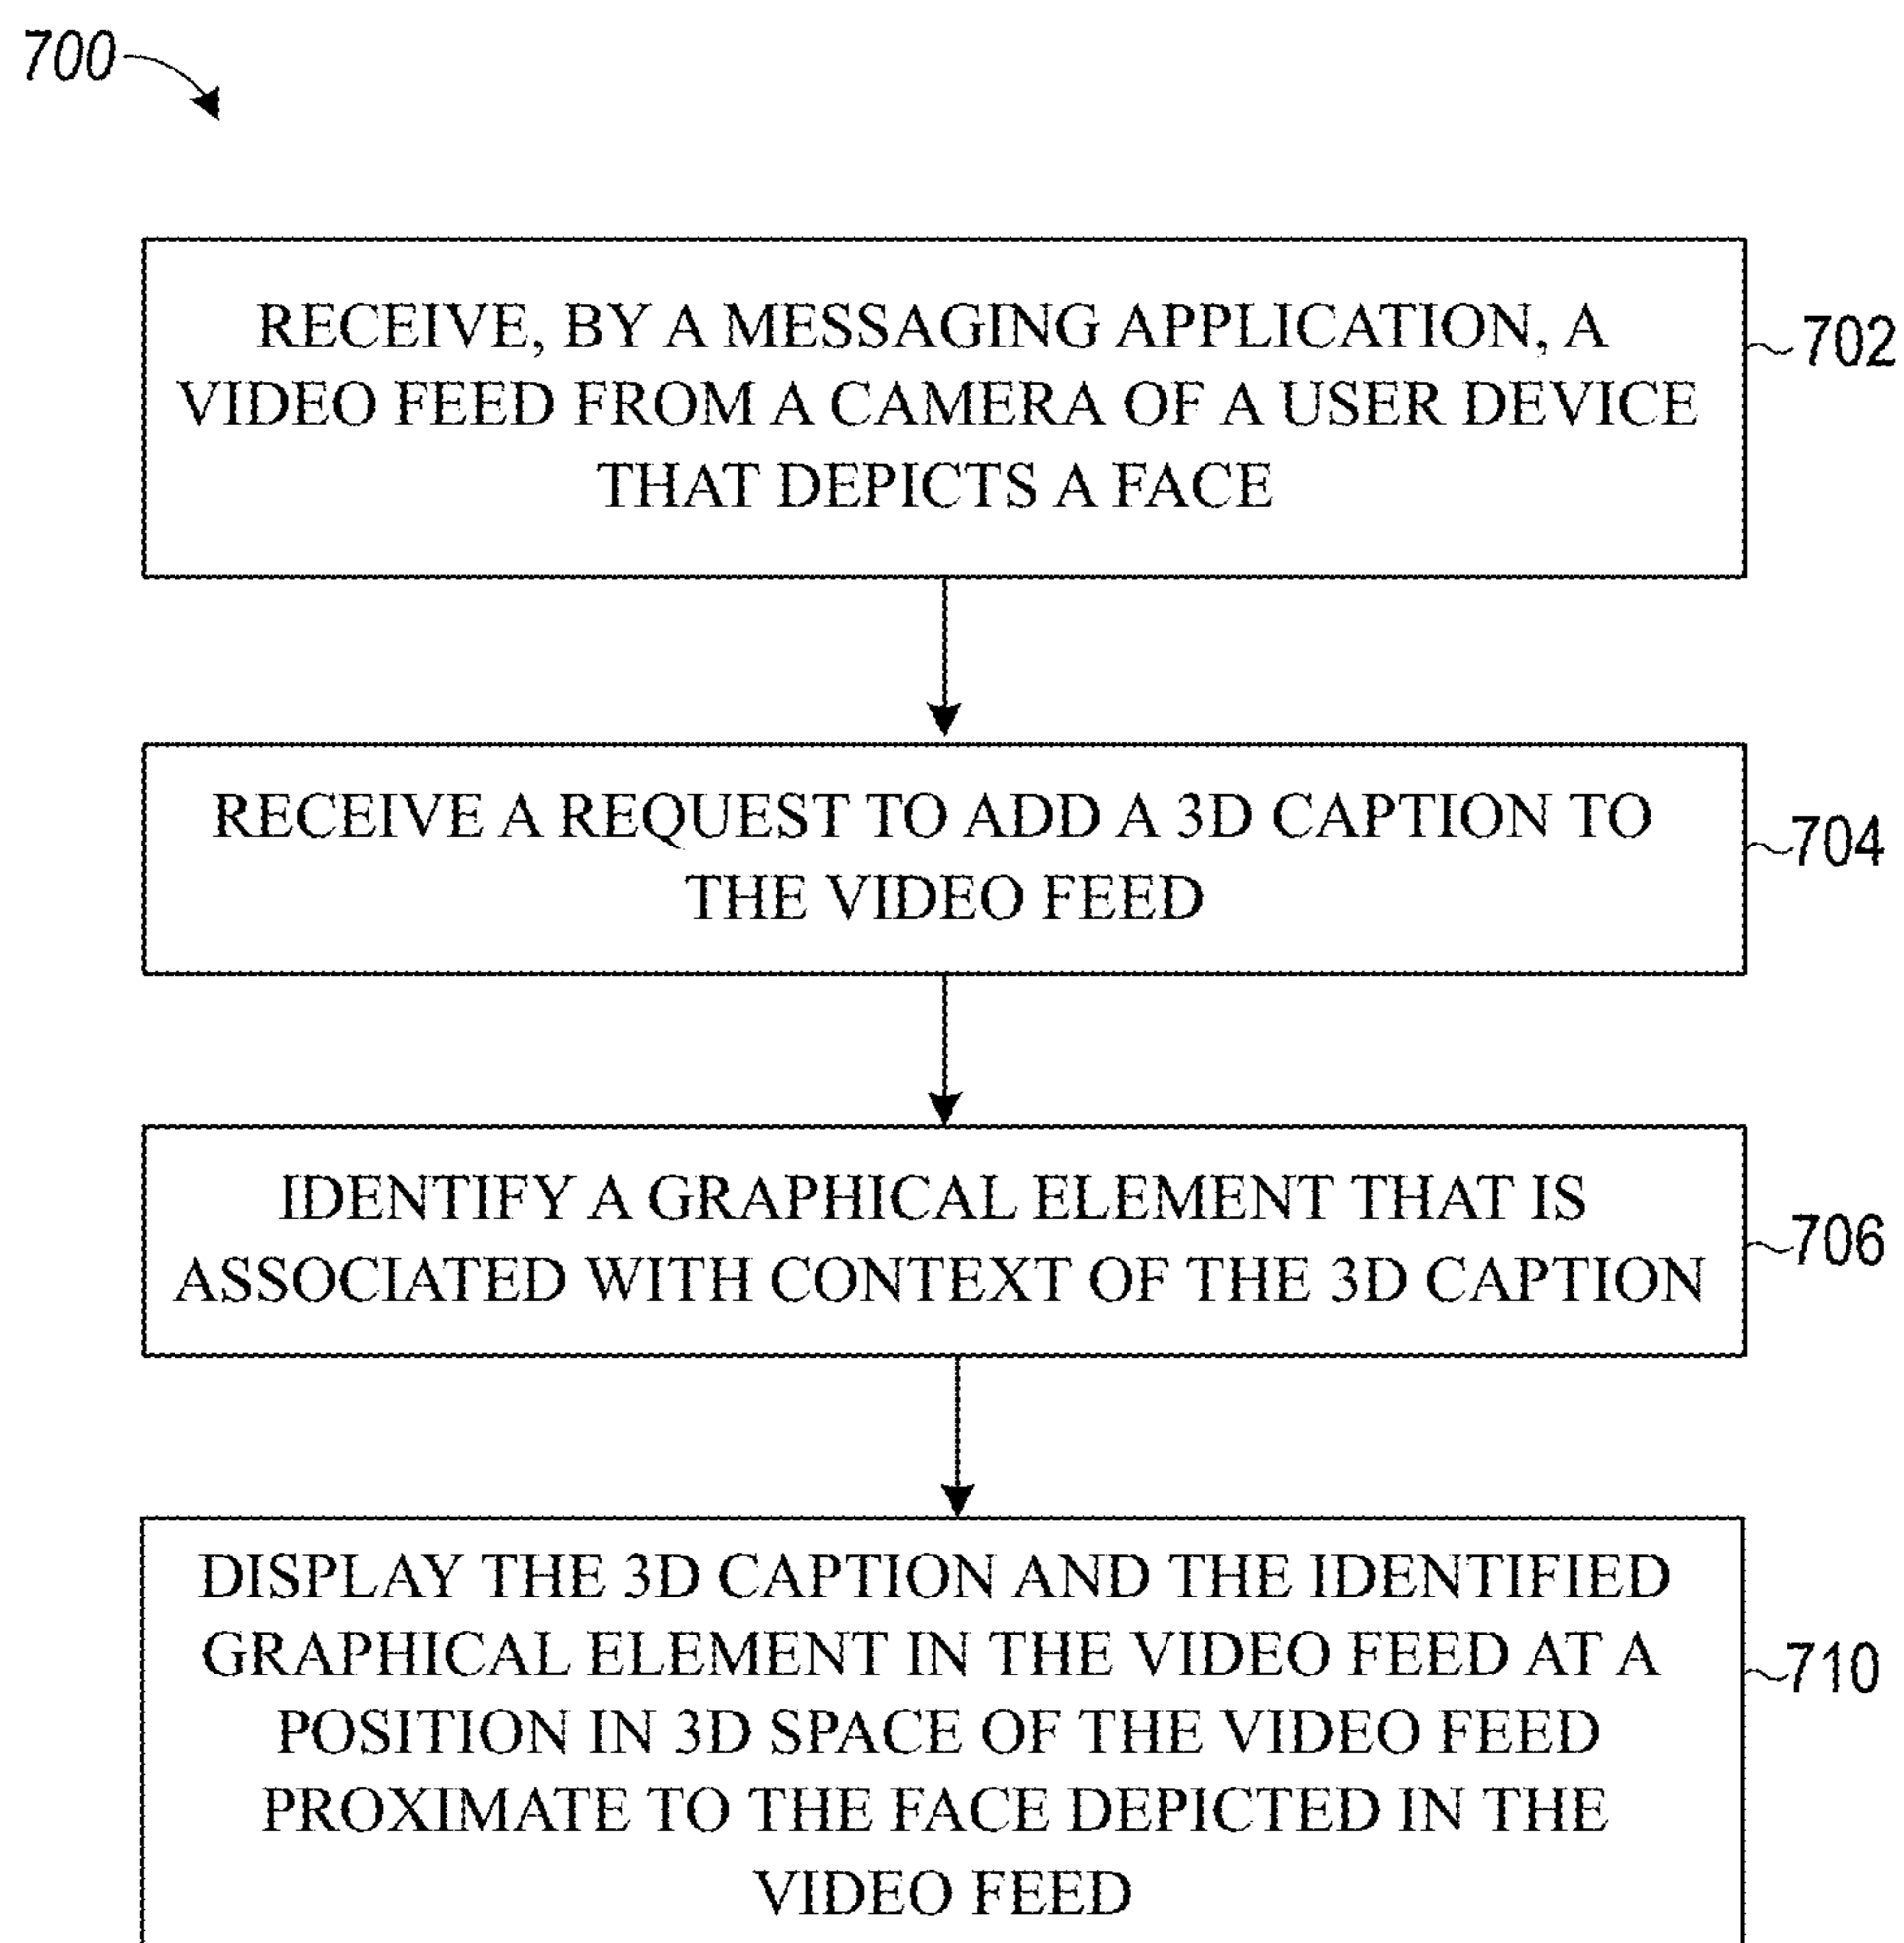 700
RECEIVE, BY A MESSAGING APPLICATION, A
VIDEO FEED FROM A CAMERA OF A USER DEVICE
THAT DEPICTS A FACE
702
RECEIVE A REQUEST TO ADD A 3D CAPTION TO
THE VIDEO FEED
704
IDENTIFY A GRAPHICAL ELEMENT THAT IS
ASSOCIATED WITH CONTEXT OF THE 3D CAPTION
706
DISPLAY THE 3D CAPTION AND THE IDENTIFIED
GRAPHICAL ELEMENT IN THE VIDEO FEED AT A
POSITION IN 3D SPACE OF THE VIDEO FEED
PROXIMATE TO THE FACE DEPICTED IN THE
VIDEO FEED
710